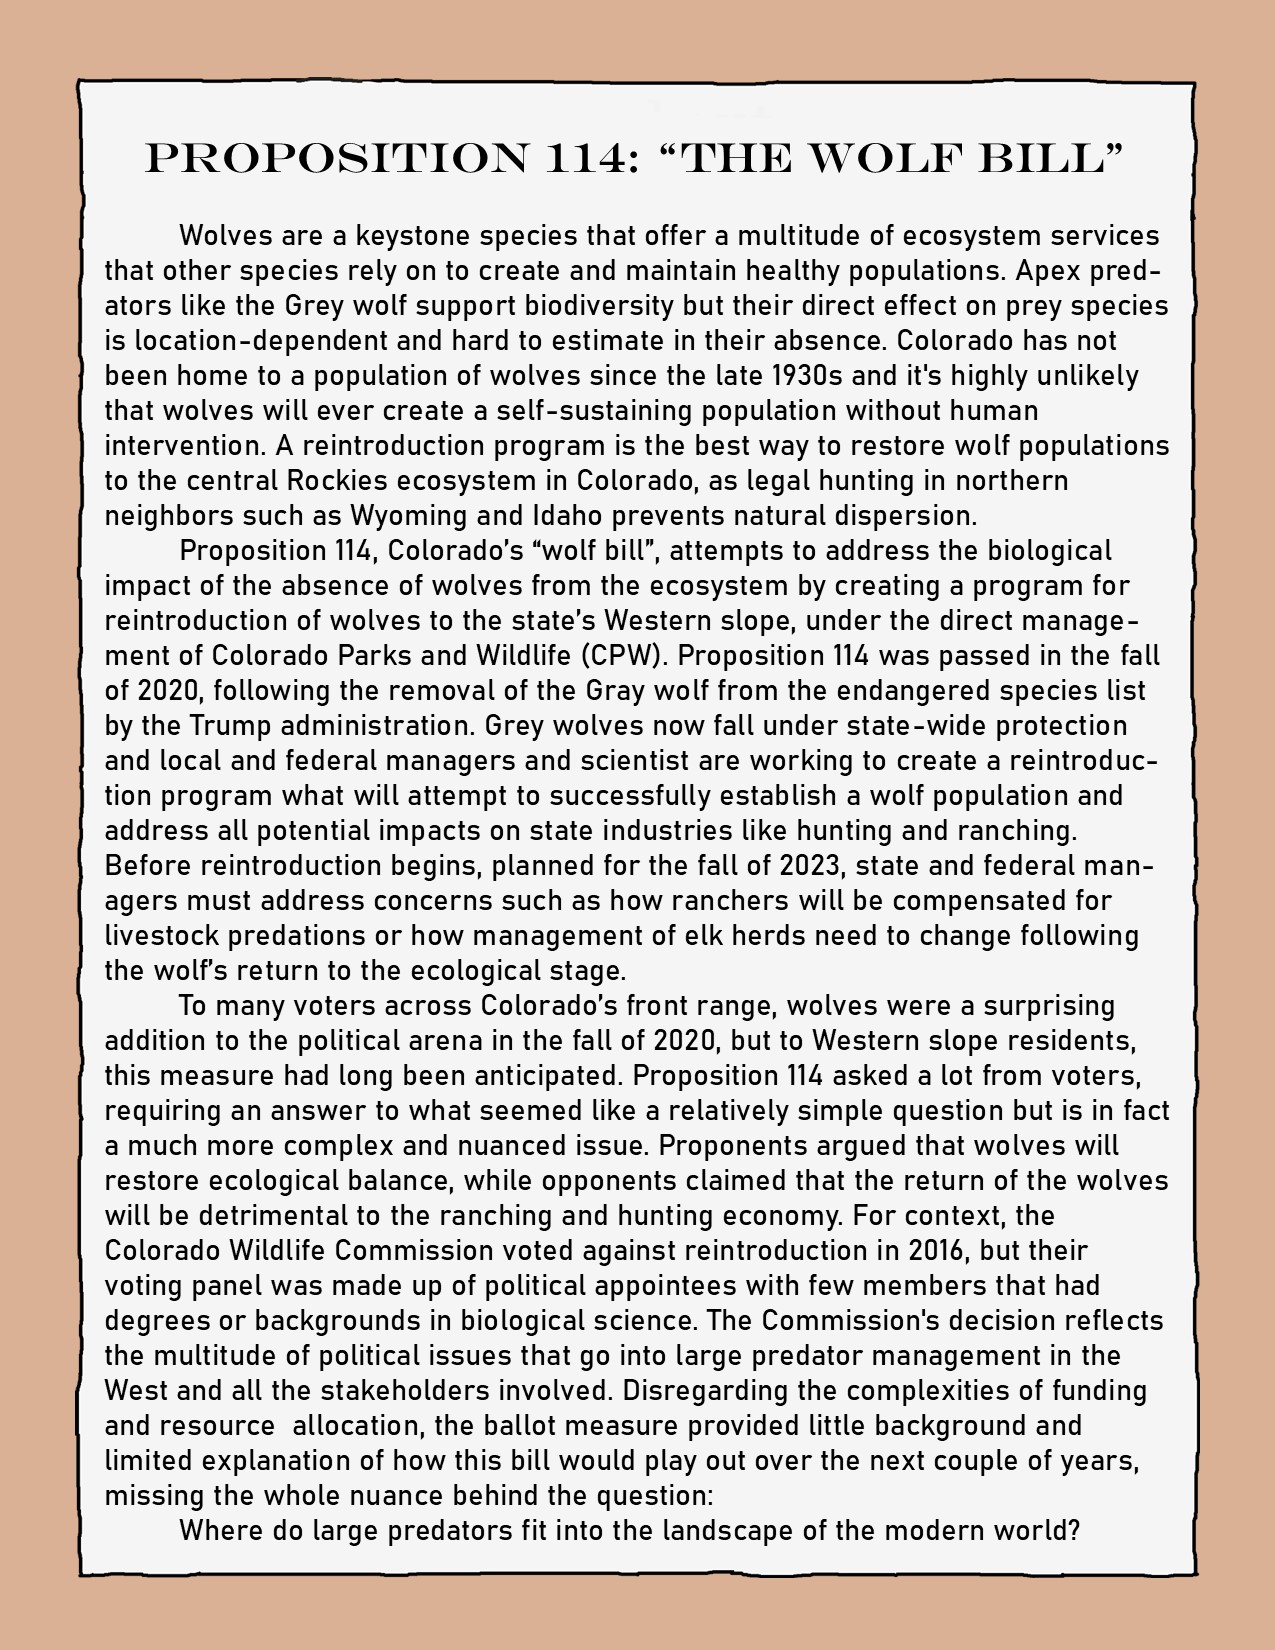 PROPOSITION 114: “THE WOLF BILL”
Wolves are a keystone species that offer a multitude of ecosystem services
that other species rely on to create and maintain healthy populations. Apex pred-
ators like the Grey wolf support biodiversity but their direct effect on prey species
is location-dependent and hard to estimate in their absence. Colorado has not
been home to a population of wolves since the late 1930s and it's highly unlikely
that wolves will ever create a self-sustaining population without human
intervention. A reintroduction program is the best way to restore wolf populations
to the central Rockies ecosystem in Colorado, as legal hunting in northern
neighbors such as Wyoming and Idaho prevents natural dispersion.
Proposition 114, Colorado’s “wolf bill”, attempts to address the biological
impact of the absence of wolves from the ecosystem by creating a program for
reintroduction of wolves to the state’s Western slope, under the direct manage-
ment of Colorado Parks and Wildlife (CPW). Proposition 114 was passed in the fall
of 2020, following the removal of the Gray wolf from the endangered species list
by the Trump administration. Grey wolves now fall under state-wide protection
and local and federal managers and scientist are working to create a reintroduc-
tion program what will attempt to successfully establish a wolf population and
address all potential impacts on state industries like hunting and ranching.
Before reintroduction begins, planned for the fall of 2023, state and federal man-
agers must address concerns such as how ranchers will be compensated for
livestock predations or how management of elk herds need to change following
the wolf’s return to the ecological stage.
To many voters across Colorado’s front range, wolves were a surprising
addition to the political arena in the fall of 2020, but to Western slope residents,
this measure had long been anticipated. Proposition 114 asked a lot from voters,
requiring an answer to what seemed like a relatively simple question but is in fact
a much more complex and nuanced issue. Proponents argued that wolves will
restore ecological balance, while opponents claimed that the return of the wolves
will be detrimental to the ranching and hunting economy. For context, the
Colorado Wildlife Commission voted against reintroduction in 2016, but their
voting panel was made up of political appointees with few members that had
degrees or backgrounds in biological science. The Commission's decision reflects
the multitude of political issues that go into large predator management in the
West and all the stakeholders involved. Disregarding the complexities of funding
and resource  allocation, the ballot measure provided little background and
limited explanation of how this bill would play out over the next couple of years,
missing the whole nuance behind the question:
Where do large predators fit into the landscape of the modern world?